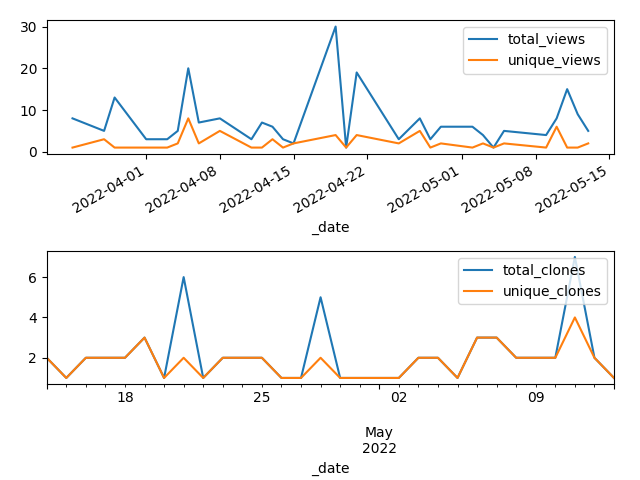 30
20
10
0
total_views
unique_views
2022-04-01
2022-04-08
2022-04-15
2022-04-22
2022-05-01
2022-05-08
2022-05-15
_date
6
4
2
total_clones
unique_clones
18
25
02
09
May
2022
_date